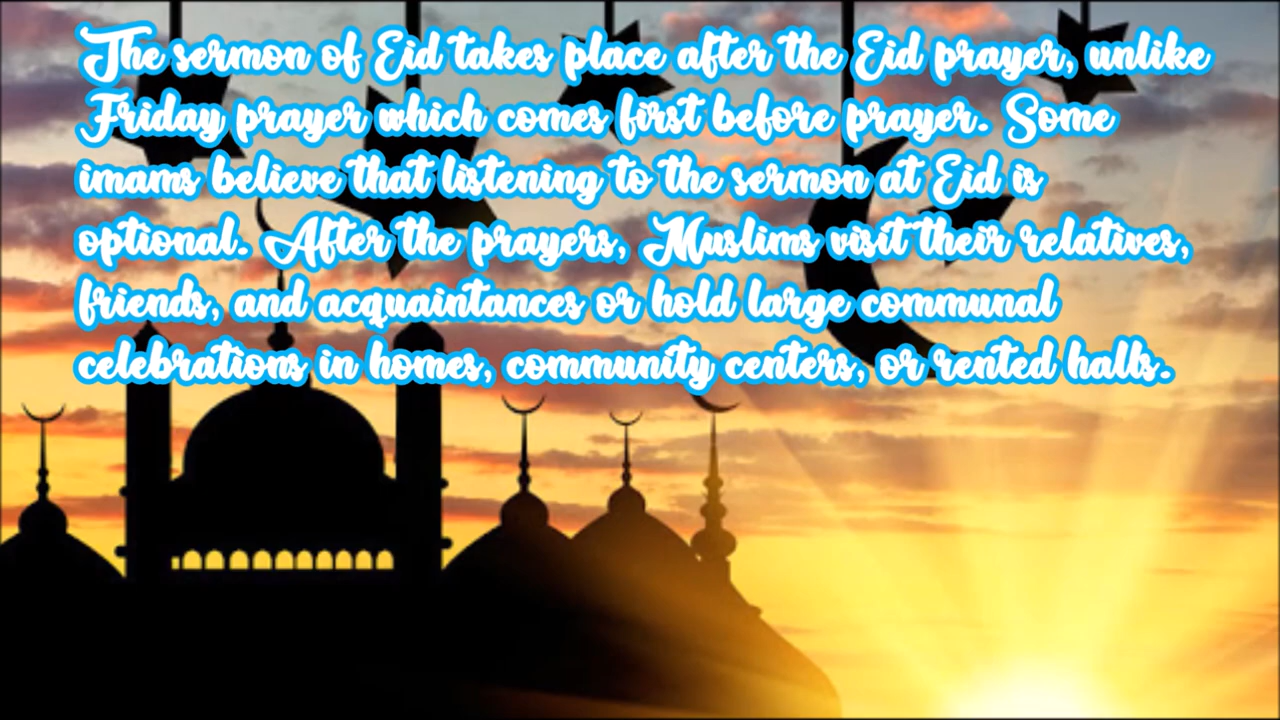 The sermon of Eid takes place after the Eid prayer, unlike
Friday prayer which comes first before prayer. Some
imams believe that listening to the sermon at Eid is
optional. After the prayers, Muslims visit their relatives,
friends, and acquaintances or hold large communal
celebrations in homes, community centers, or rented halls.